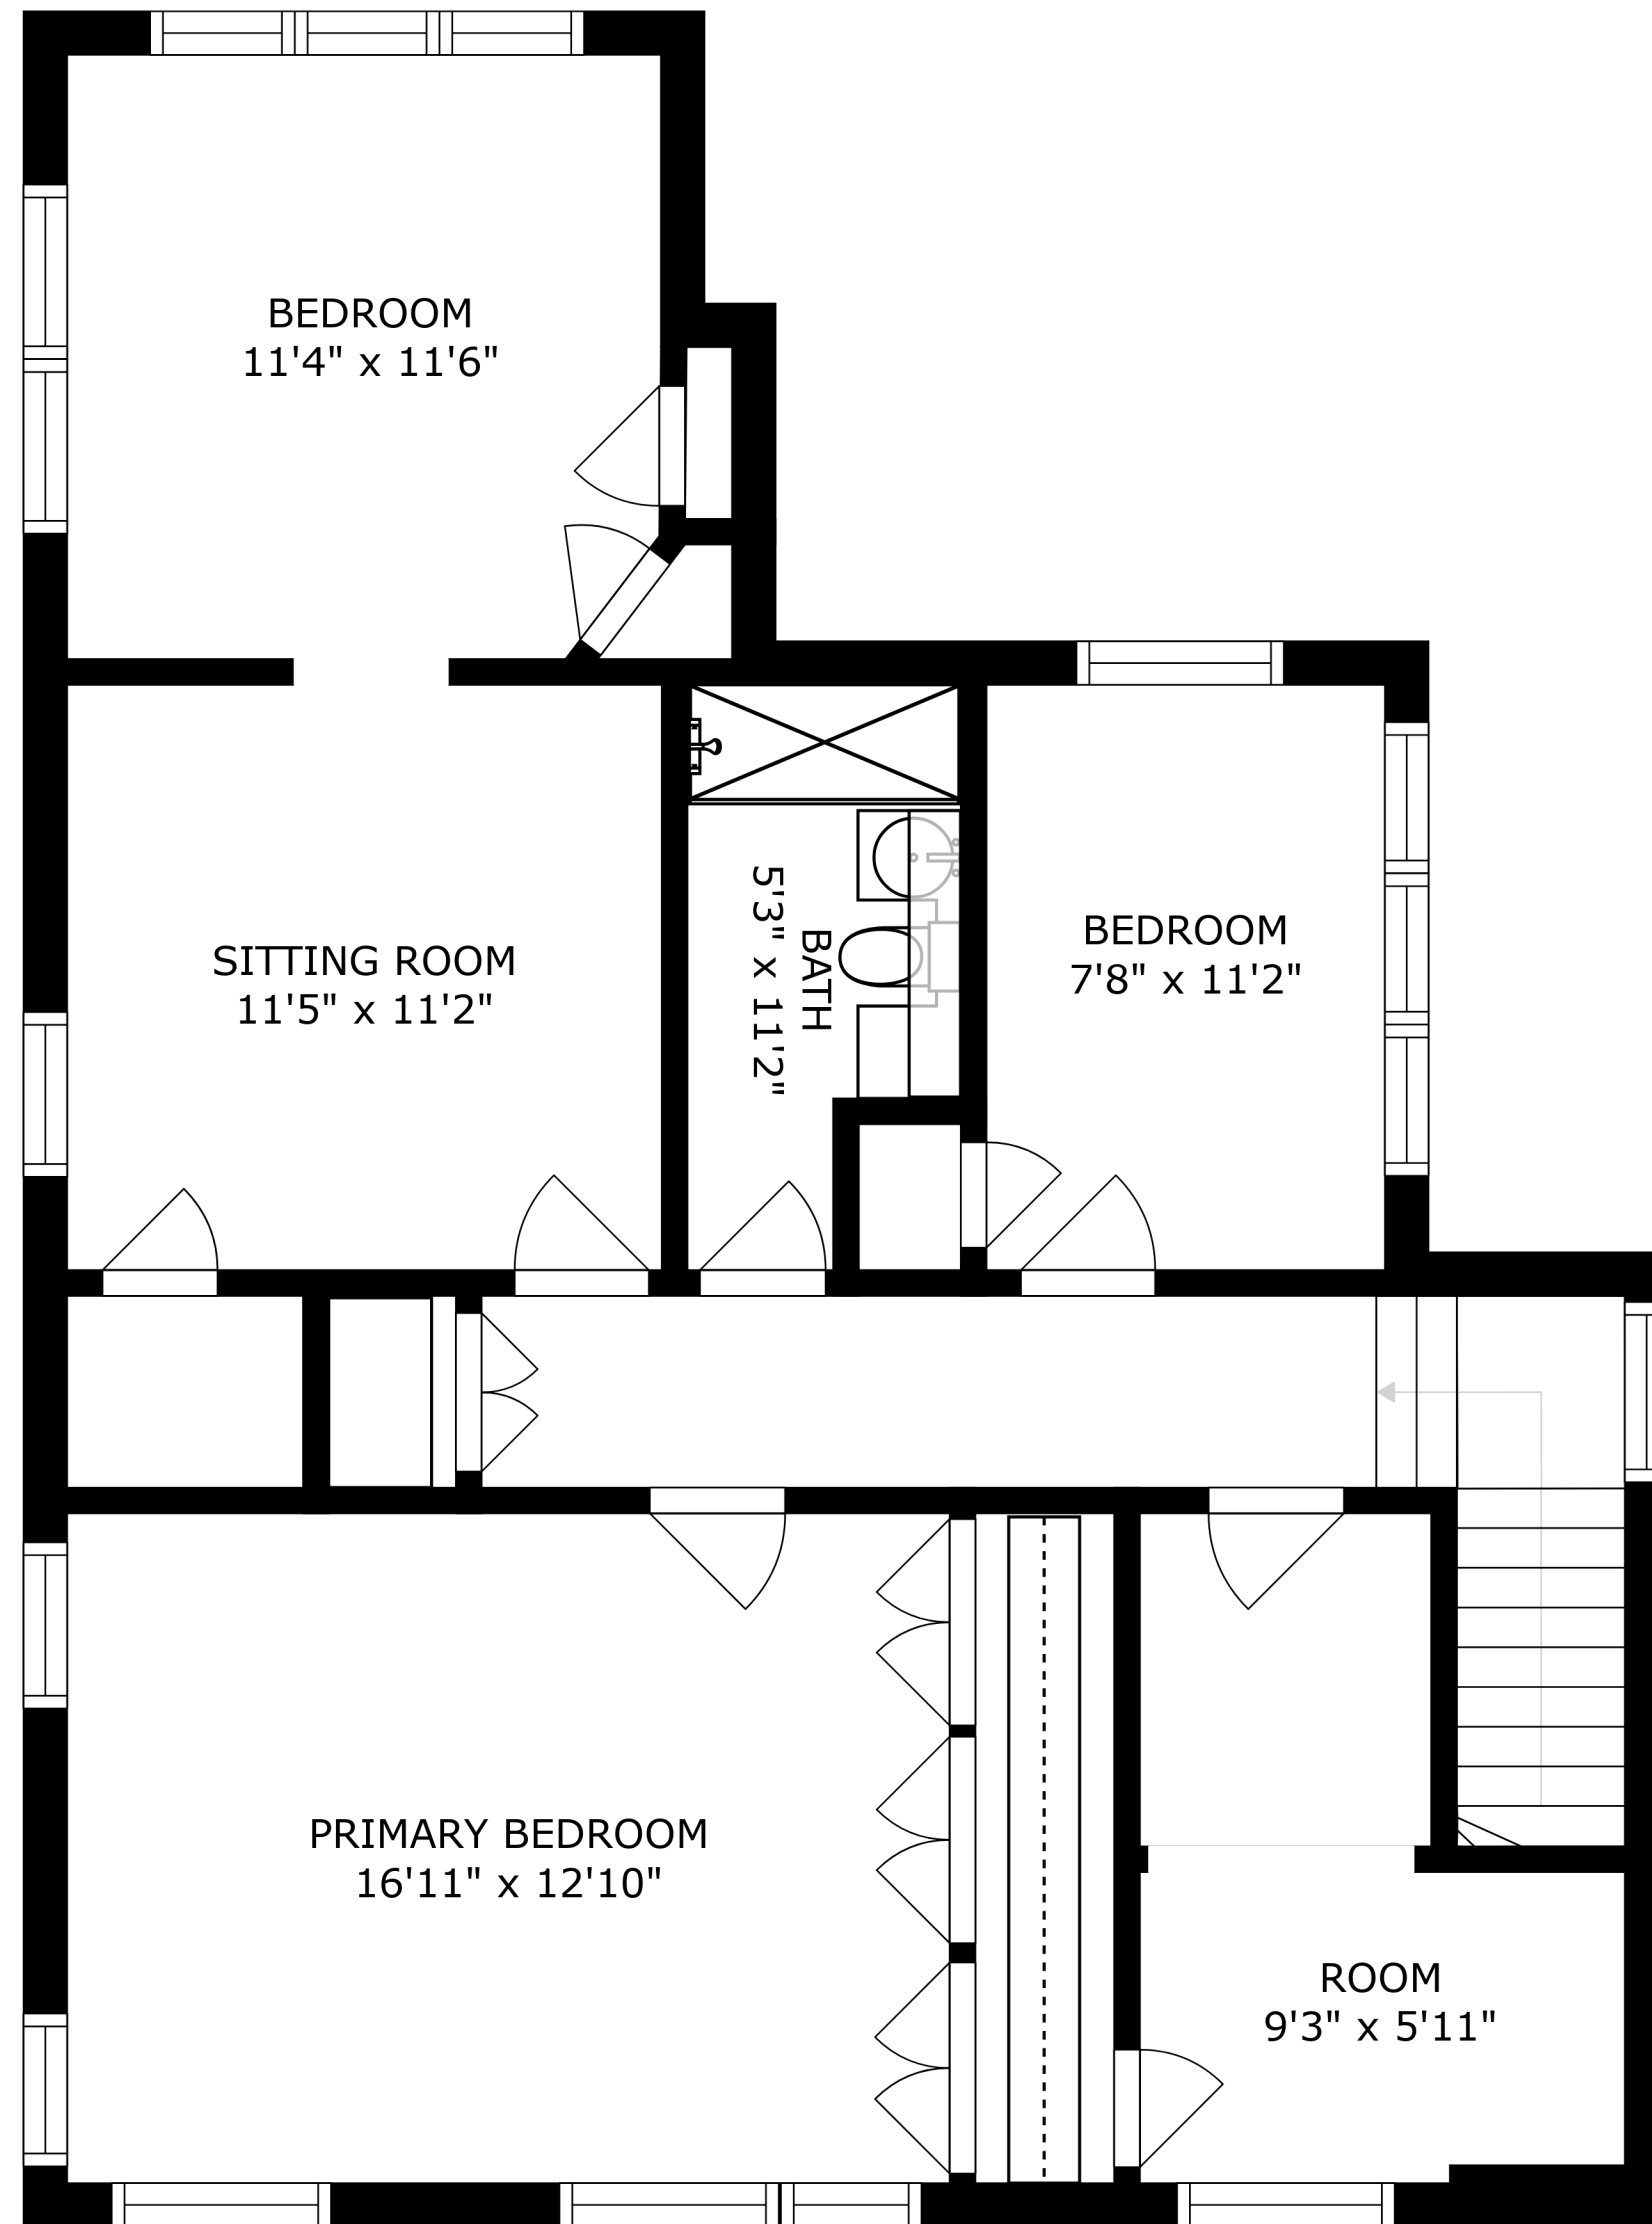 BEDROOM
11'4" x 11'6"
SITTING ROOM
11'5" x 11'2"
BATH
5'3" x 11'2"
BEDROOM
7'8" x 11'2"
PRIMARY BEDROOM
16'11" x 12'10"
ROOM
9'3" x 5'11"